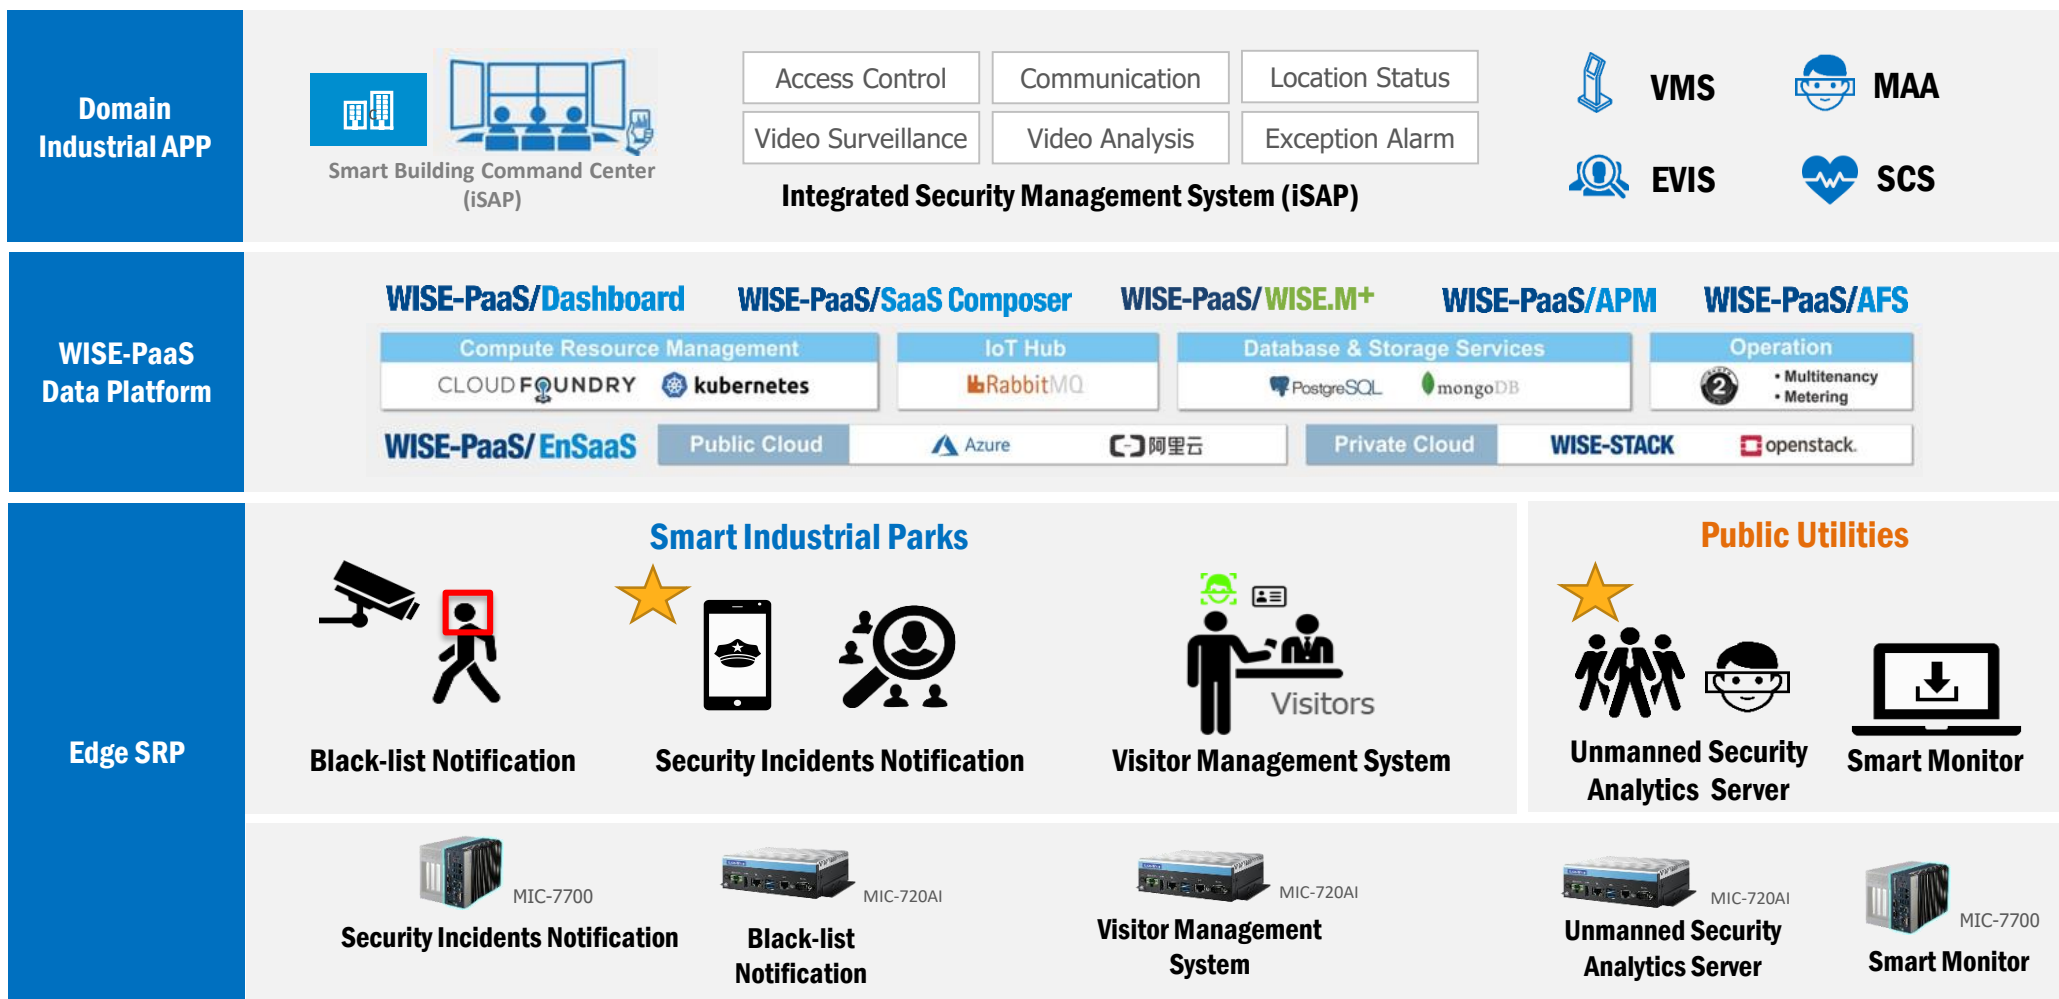 Domain
Industrial APP
Smart Building Command Center
(iSAP)
Access Control
Communication
Location Status
Video Surveillance
Video Analysis
Exception Alarm
Integrated Security Management System (iSAP)
VMS
MAA
EVIS
SCS
WISE-PaaS
Data Platform
WISE-PaaS/Dashboard
WISE-PaaS/SaaS Composer
WISE-PaaS/WISE.M+
WISE-PaaS/APM
WISE-PaaS/AFS
Compute Resource Management
IoT Hub
Database & Storage Services
Operation
CLOUD FOUNDRY
kubernetes
RabbitMQ
PostgreSQL
mongoDB
2
• Multitenancy
• Metering
WISE-PaaS/EnSaaS
Public Cloud
Azure
阿里云
Private Cloud
WISE-STACK
openstack.
Edge SRP
Smart Industrial Parks
Public Utilities
Visitors
Black-list Notification
Security Incidents Notification
Visitor Management System
Unmanned Security
Analytics Server
Smart Monitor
MIC-7700
Security Incidents Notification
MIC-720AI
Black-list
Notification
MIC-720AI
Visitor Management
System
MIC-720AI
Unmanned Security
Analytics Server
MIC-7700
Smart Monitor